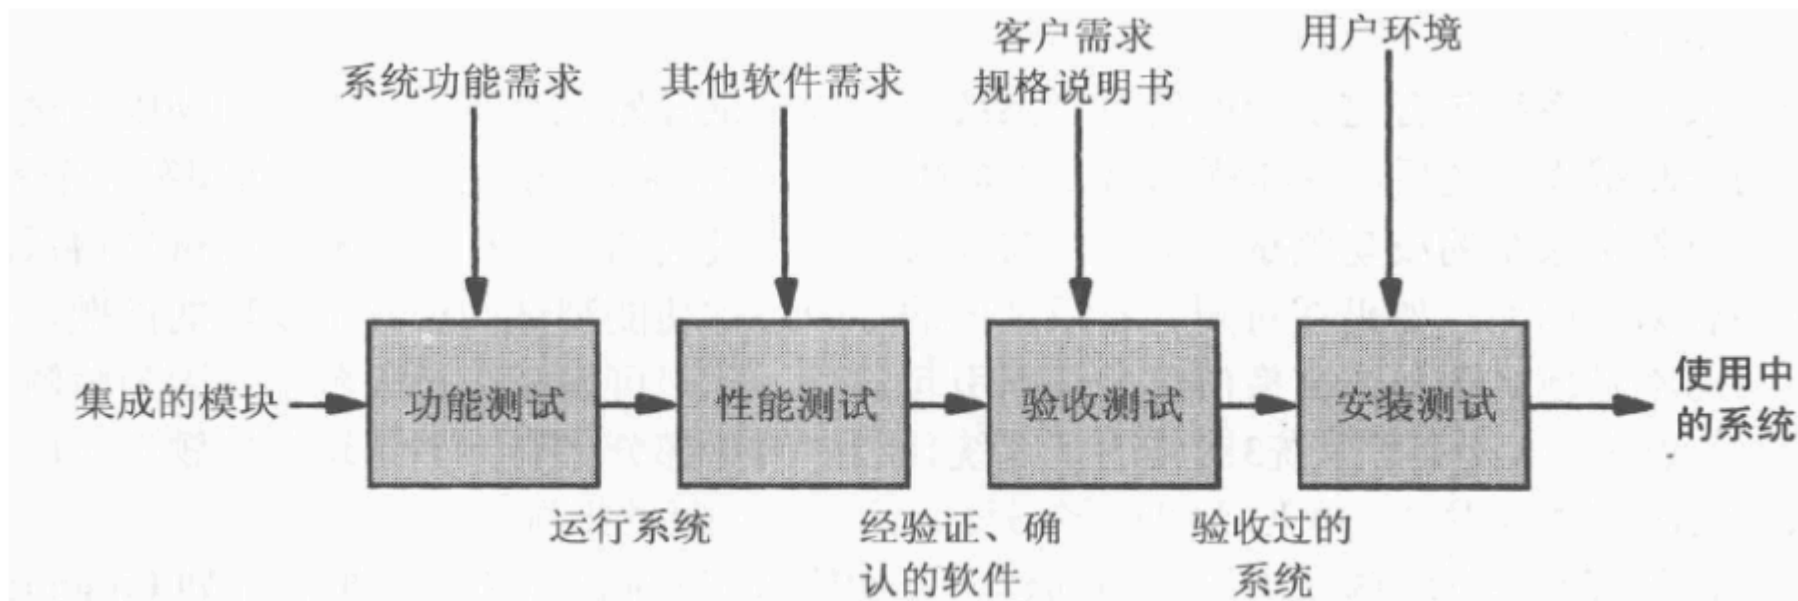 系统功能需求
其他软件需求
客户需求
规格说明书
用户环境
集成的模块
功能测试
性能测试
验收测试
安装测试
使用中
的系统
运行系统
经验证、确
认的软件
验收过的
系统